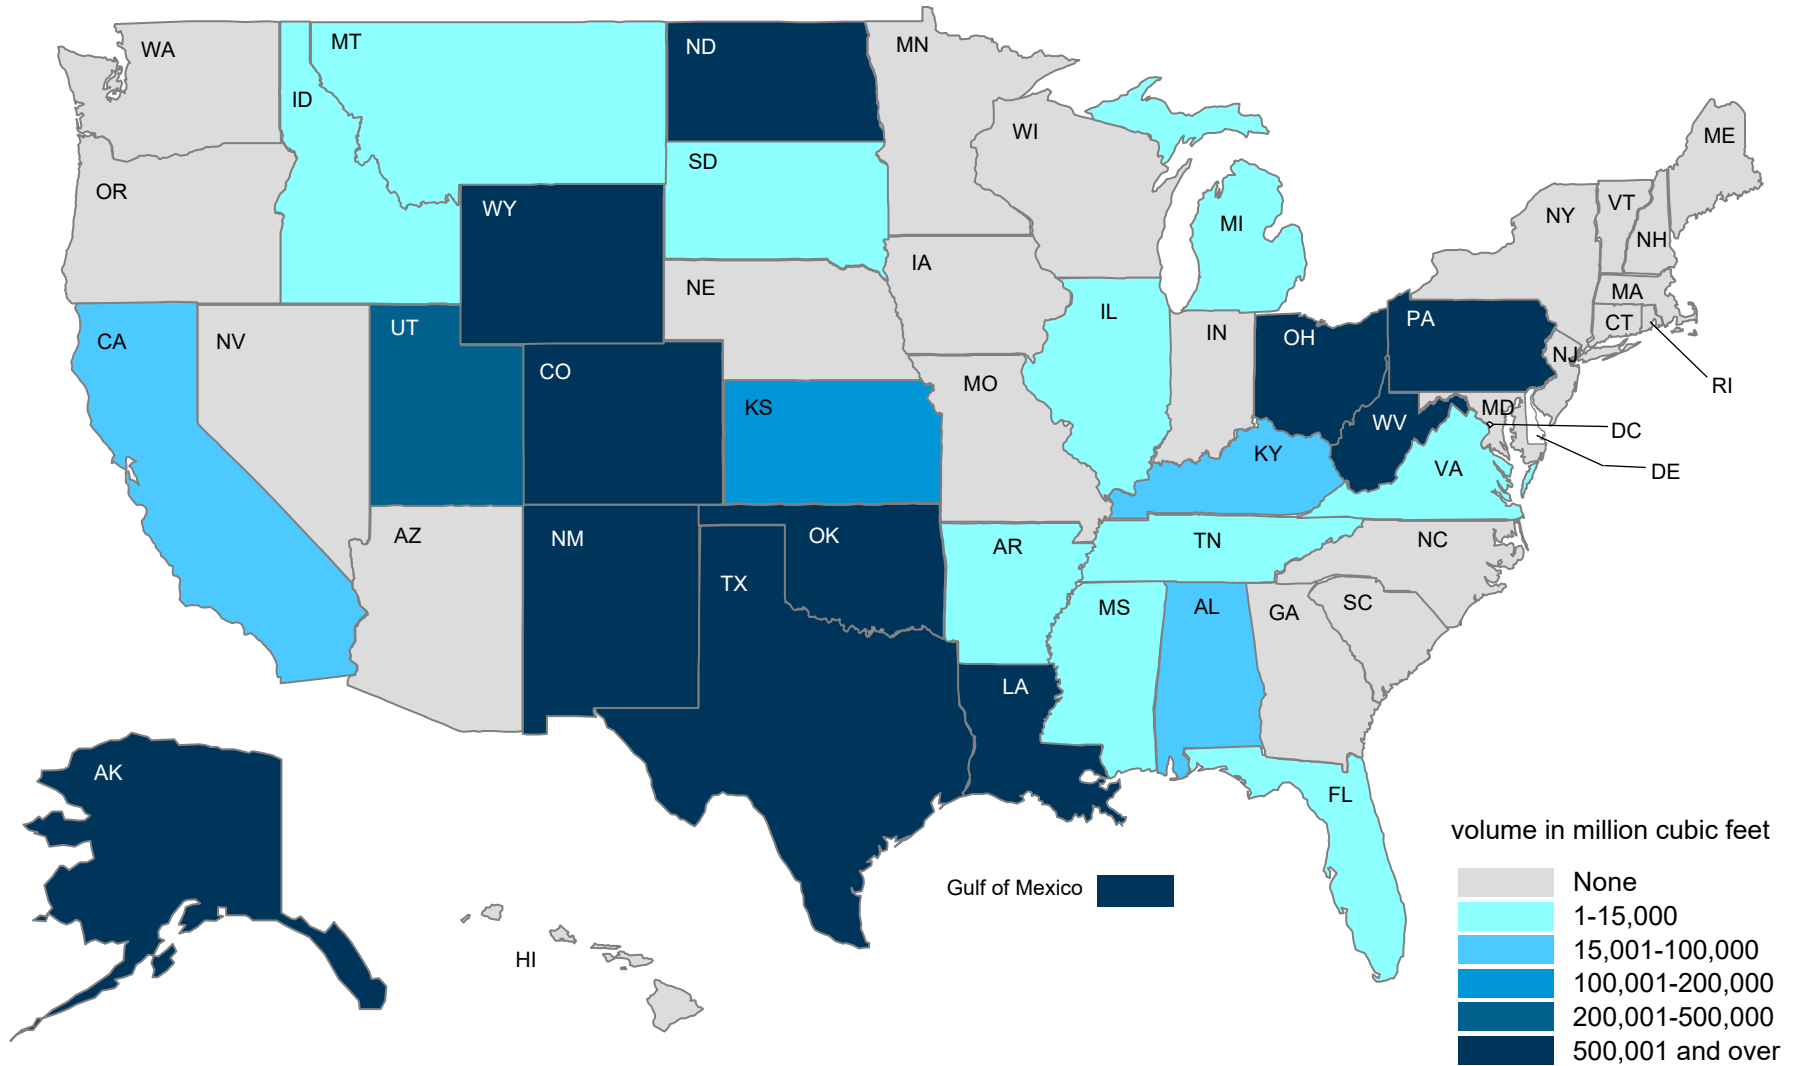 WA
MT
ND
MN
ID
SD
WI
ME
OR
WY
MI
NY
VT
NH
IA
NE
MA
CA
NV
UT
IL
IN
OH
PA
CT
NJ
RI
CO
KS
MO
MD
WV
DC
KY
VA
DE
AZ
NM
OK
AR
TN
NC
TX
MS
AL
GA
SC
LA
AK
FL
HI
Gulf of Mexico
volume in million cubic feet
None
1-15,000
15,001-100,000
100,001-200,000
200,001-500,000
500,001 and over